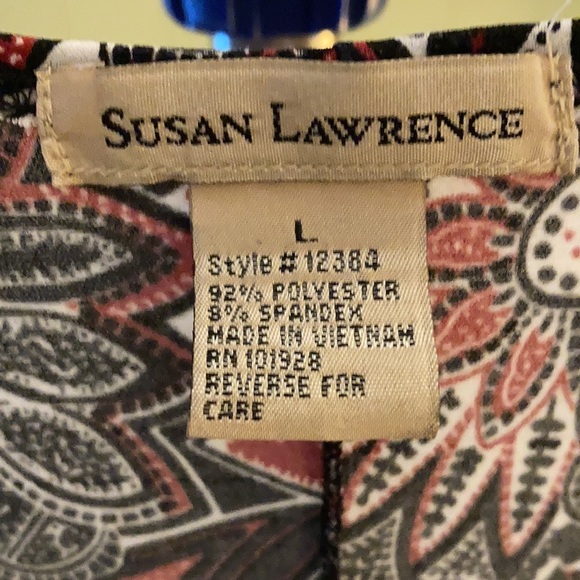 SUSAN LAWRENCE
L
Style #12384
92% POLYESTER
8% SPANDEX
MADE IN VIETNAM
RN 101928
REVERSE FOR
CARE